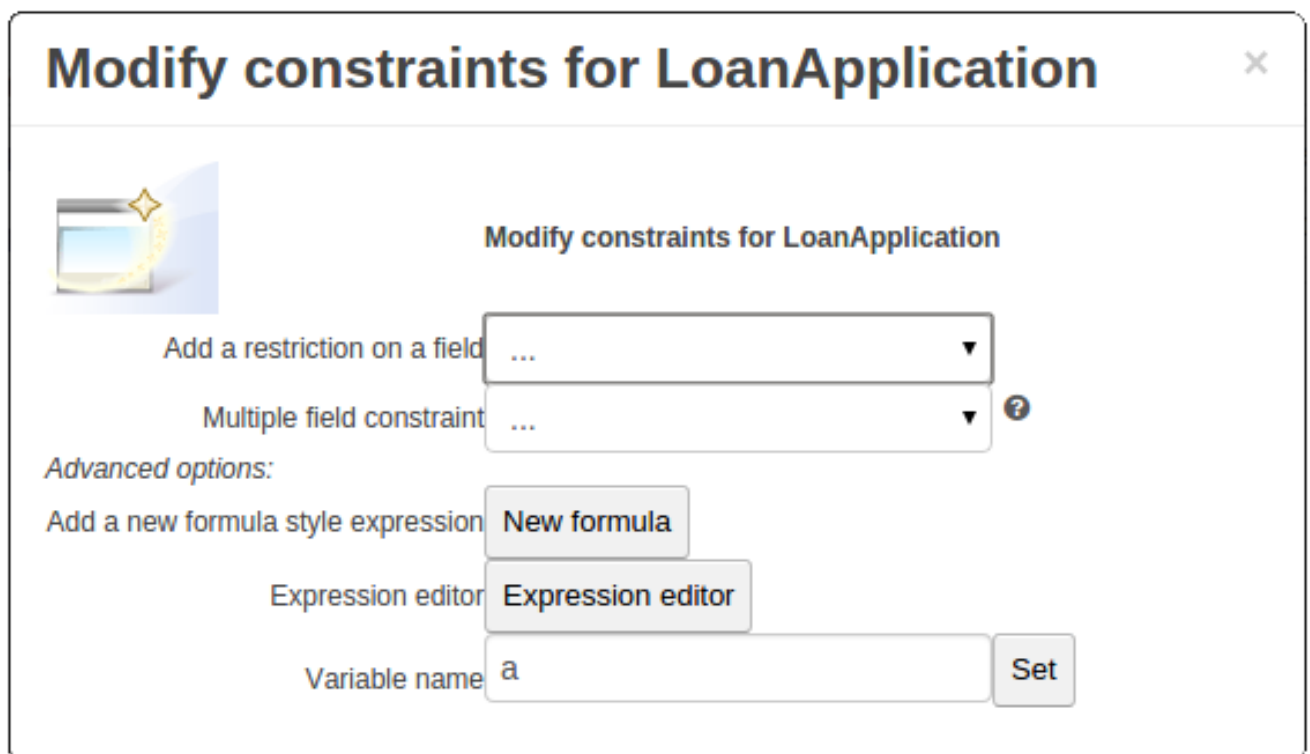 Modify constraints for LoanApplication ×
Modify constraints for LoanApplication
Add a restriction on a field ...
Multiple field constraint ... ?
Advanced options:
Add a new formula style expression New formula
Expression editor Expression editor
Variable name a Set